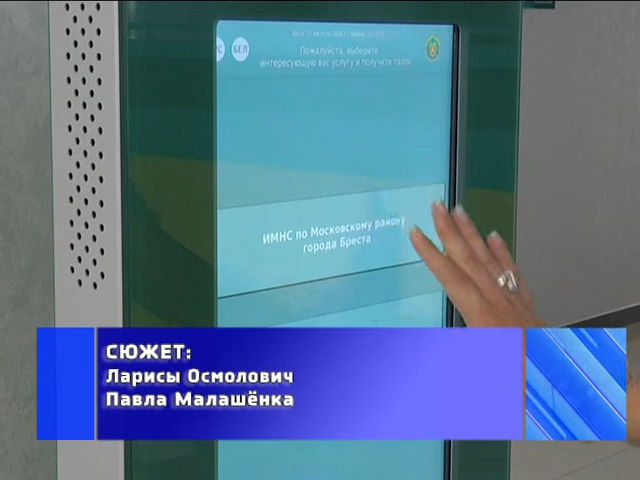 РУС
БЕЛ
Пожалуйста, выберите
интересующую вас услугу и получите талон
ИМНС по Московскому району
города Бреста
СЮЖЕТ:
Ларисы Осмолович
Павла Малашёнка